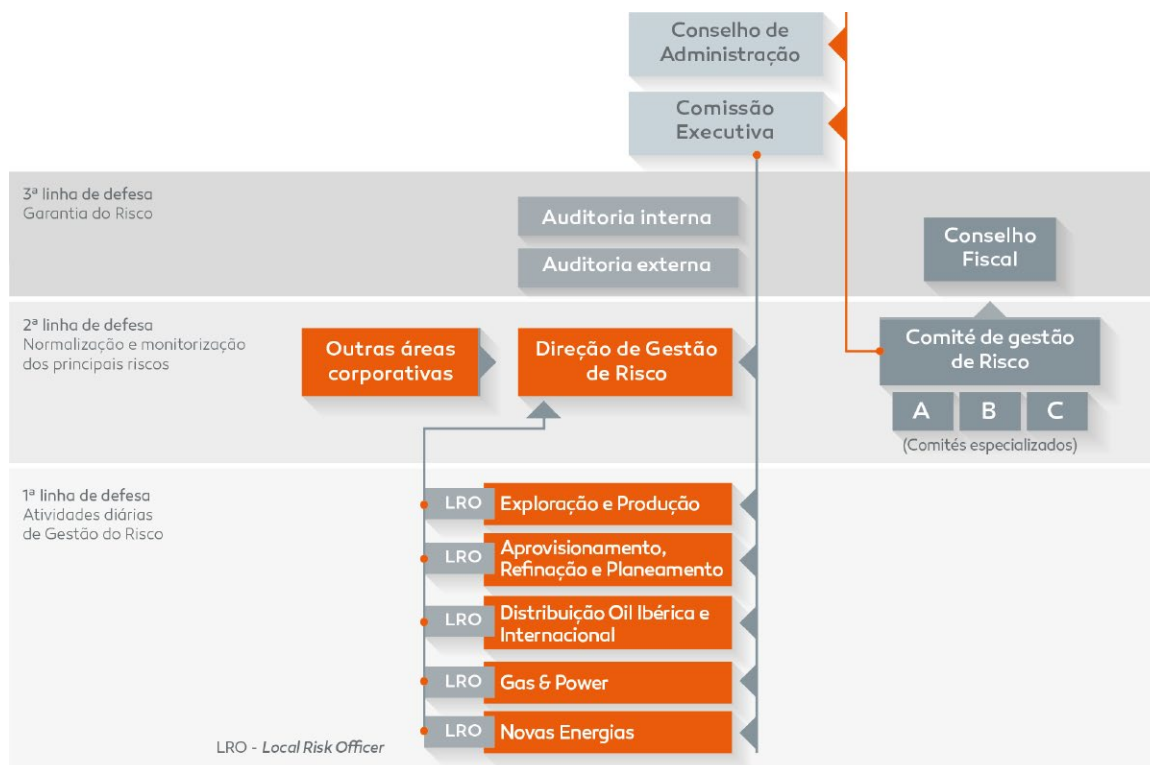 Conselho de
Administração
Comissão
Executiva
3ª linha de defesa
Garantia do Risco
Auditoria interna
Auditoria externa
Conselho
Fiscal
2ª linha de defesa
Normalização e monitorização
dos principais riscos
Outras áreas
corporativas
Direção de Gestão
de Risco
Comité de gestão
de Risco
A B C
(Comités especializados)
1ª linha de defesa
Atividades diárias
de Gestão do Risco
LRO Exploração e Produção
LRO Aprovisionamento,
Refinação e Planeamento
LRO Distribuição Oil Ibérica e
Internacional
LRO Gas & Power
LRO Novas Energias
LRO - Local Risk Officer